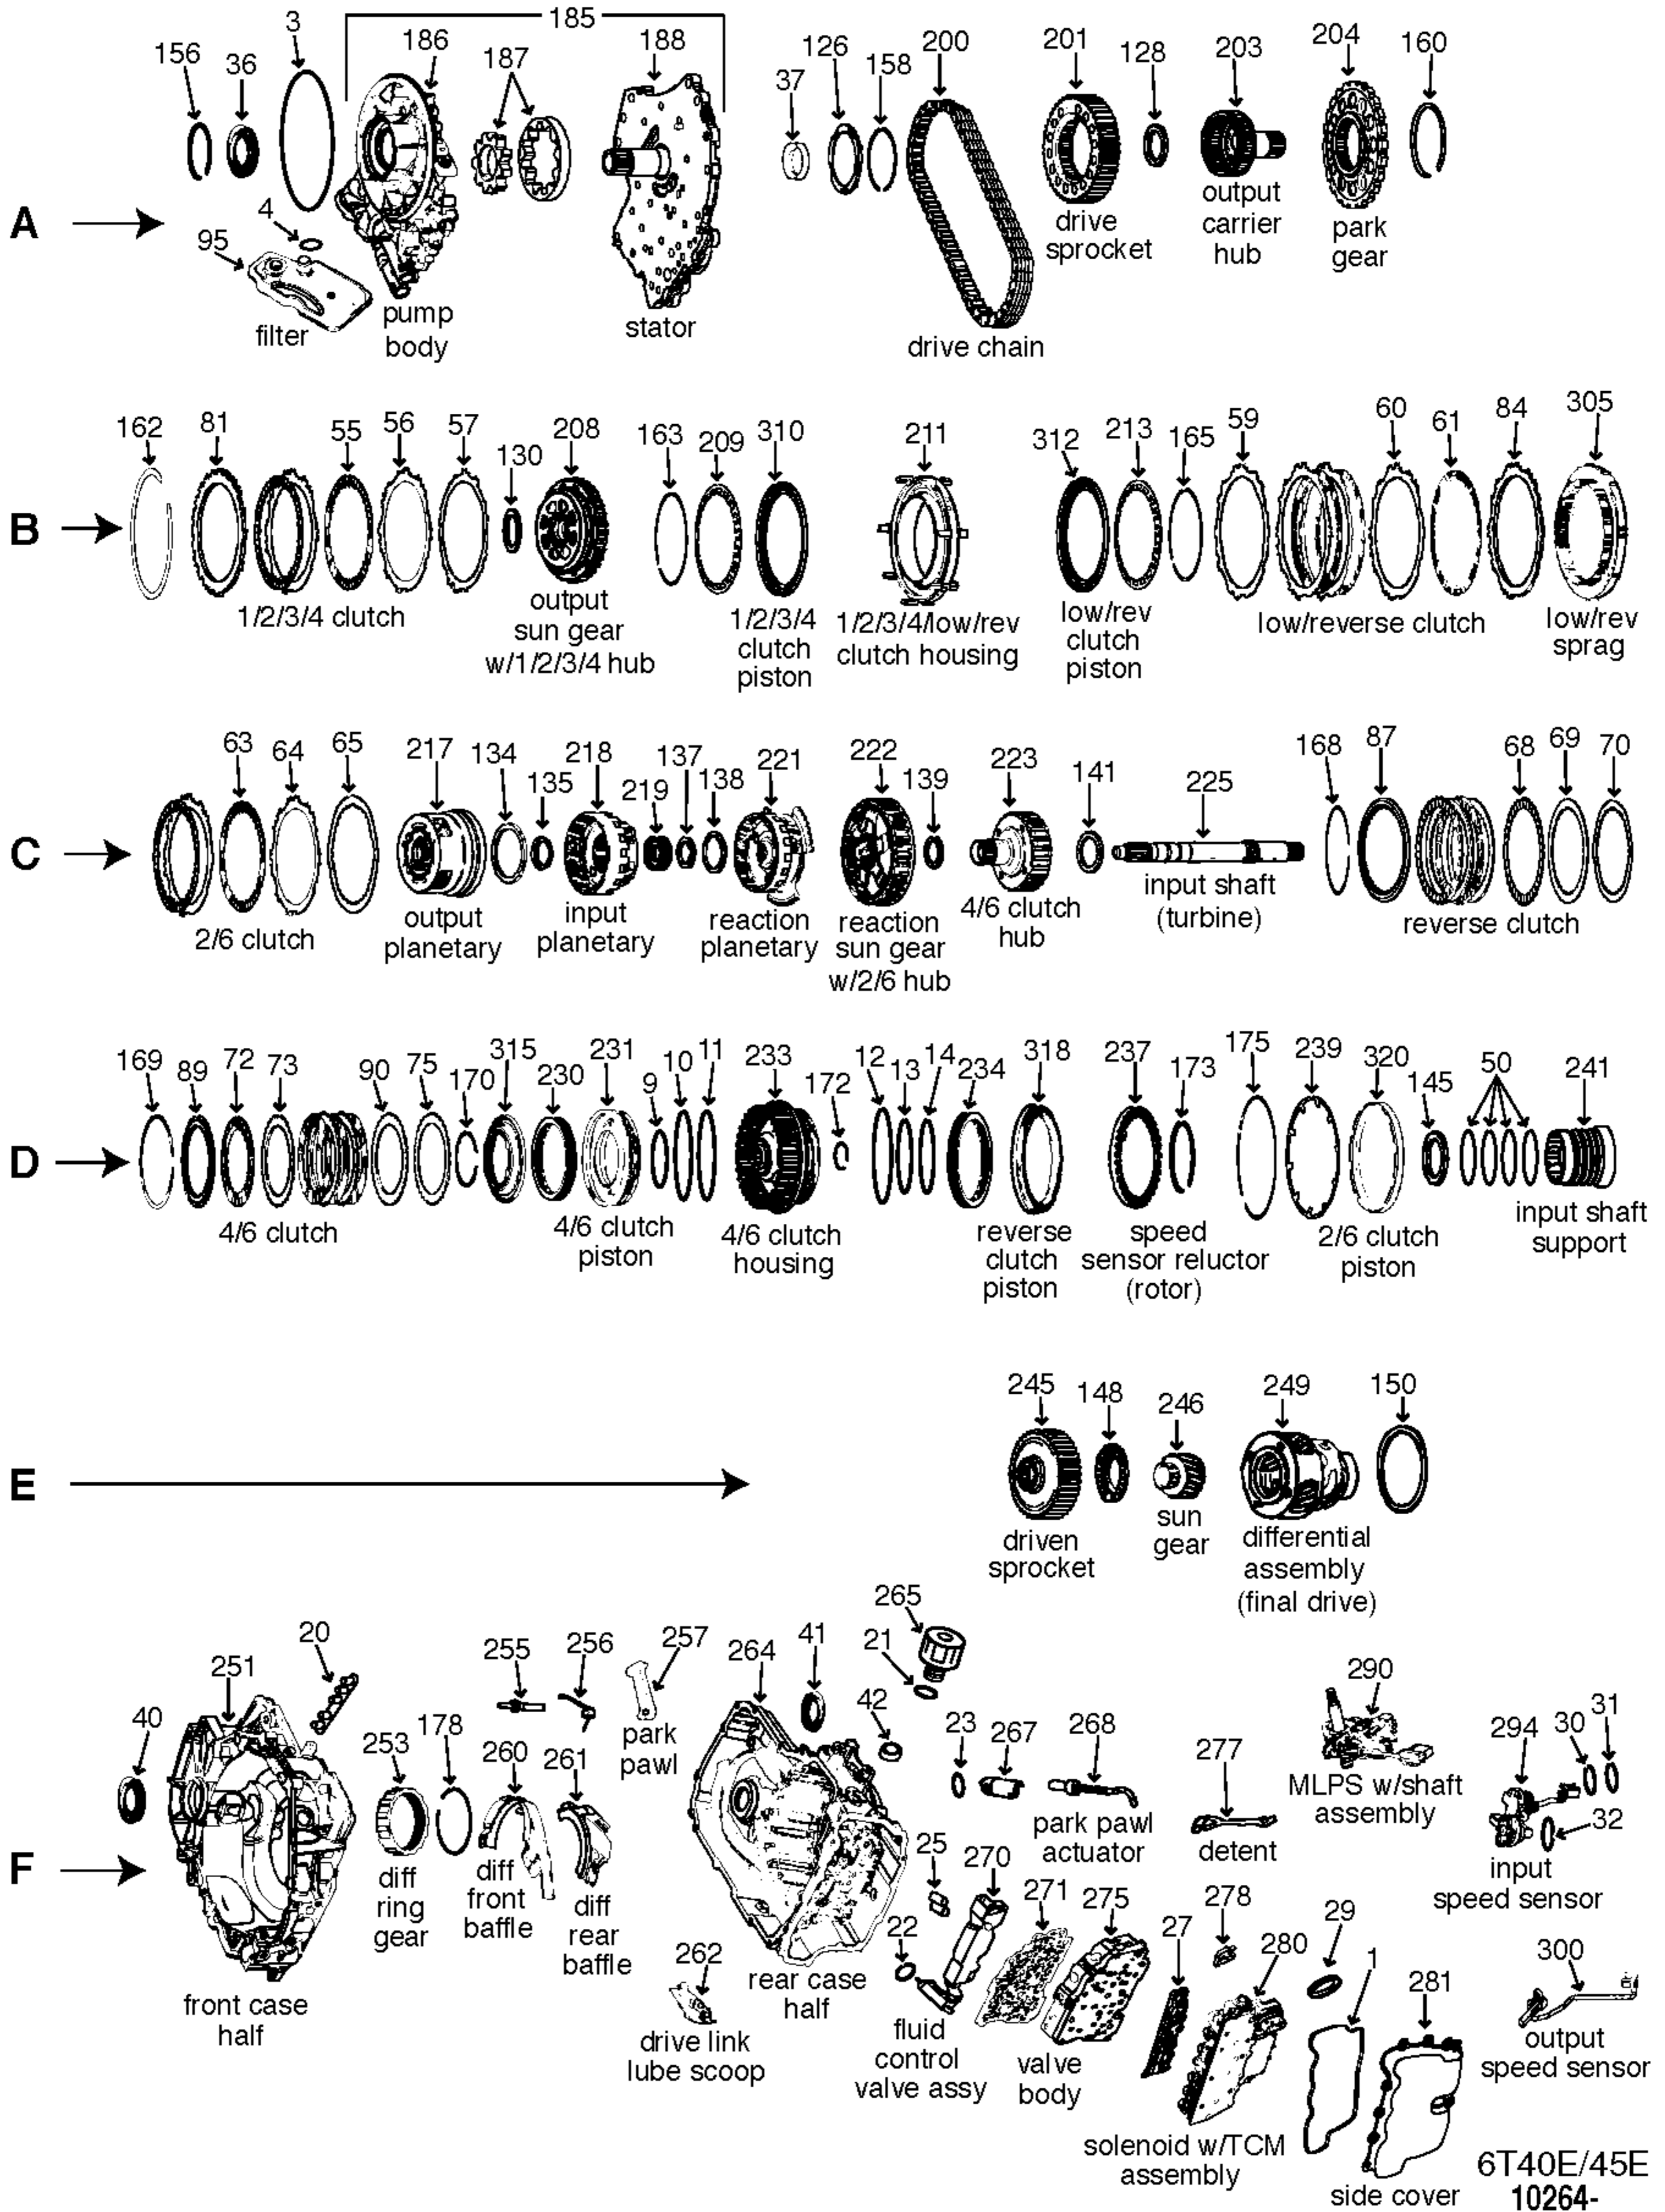 185
3
156
36
186
187
188
37
126
158
200
201
128
203
204
160
A
4
95
filter
pump
body
stator
drive chain
drive
sprocket
output
carrier
hub
park
gear
162
81
55
56
57
130
208
163
209
310
211
312
213
165
59
60
61
84
305
B
1/2/3/4 clutch
output
sun gear
w/1/2/3/4 hub
1/2/3/4
clutch
piston
1/2/3/4/low/rev
clutch housing
low/rev
clutch
piston
low/reverse clutch
low/rev
sprag
63
64
65
217
134
135
218
219
137
138
221
222
139
223
141
225
168
87
68
69
70
C
2/6 clutch
output
planetary
input
planetary
reaction
planetary
reaction
sun gear
w/2/6 hub
4/6 clutch
hub
input shaft
(turbine)
reverse clutch
169
89
72
73
90
75
170
315
230
231
9
10
11
233
172
12
13
14
234
318
237
173
175
239
320
145
50
241
D
4/6 clutch
4/6 clutch
piston
4/6 clutch
housing
reverse
clutch
piston
speed
sensor reluctor
(rotor)
2/6 clutch
piston
input shaft
support
245
148
246
249
150
E
driven
sprocket
sun
gear
differential
assembly
(final drive)
40
251
20
253
178
255
256
260
261
257
park
pawl
264
41
265
21
42
23
267
268
park pawl
actuator
277
detent
290
MLPS w/shaft
assembly
294
30
31
32
input
speed sensor
F
front case
half
diff
ring
gear
diff
front
baffle
diff
rear
baffle
262
drive link
lube scoop
rear case
half
25
22
270
fluid
control
valve assy
271
275
valve
body
27
278
280
solenoid w/TCM
assembly
29
1
281
side cover
300
output
speed sensor
6T40E/45E
10264-